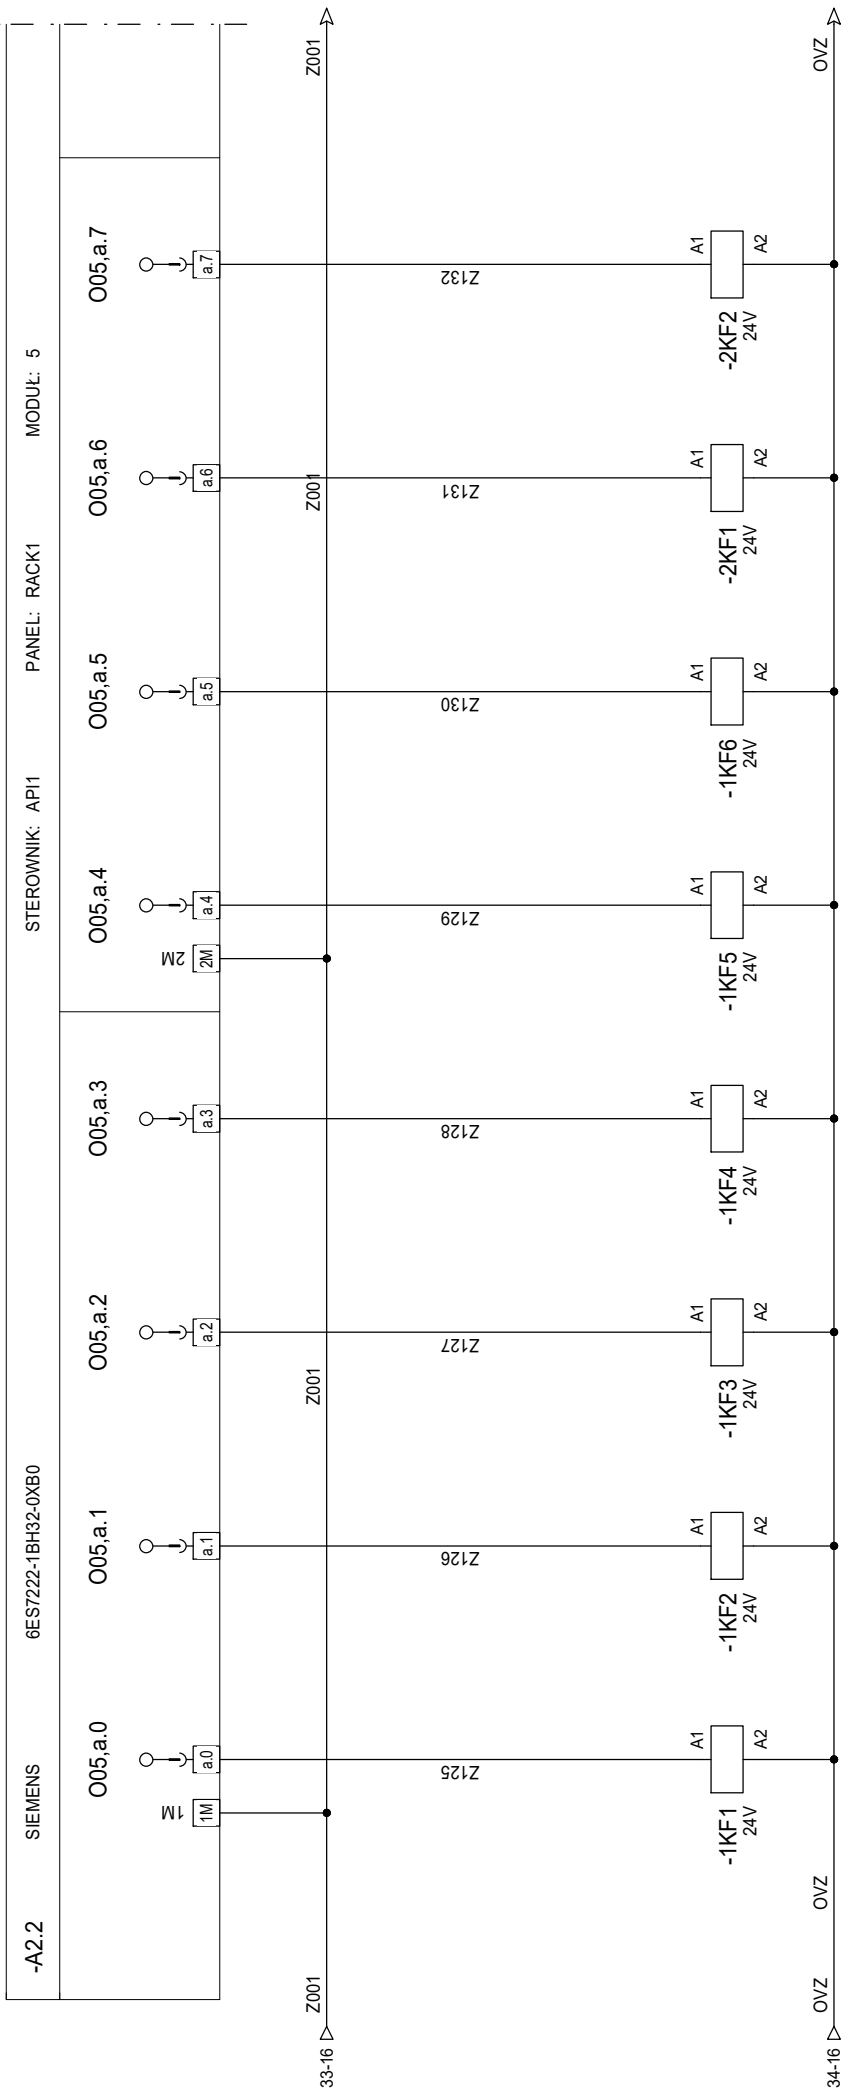 -A2.2 SIEMENS 6ES7222-1BH32-0XB0 STEROWNIK: API1 PANEL: RACK1 MODUŁ: 5
O05,a.0 O05,a.1 O05,a.2 O05,a.3 O05,a.4 O05,a.5 O05,a.6 O05,a.7
1M 2M
1M a.0 a.1 a.2 a.3 2M a.4 a.5 a.6 a.7
33-16 Z001 Z001 Z001 Z001
Z125 Z126 Z127 Z128 Z129 Z130 Z131 Z132
A1 A1 A1 A1 A1 A1 A1 A1
-1KF1 -1KF2 -1KF3 -1KF4 -1KF5 -1KF6 -2KF1 -2KF2
24V 24V 24V 24V 24V 24V 24V 24V
A2 A2 A2 A2 A2 A2 A2 A2
34-16 OVZ OVZ OVZ